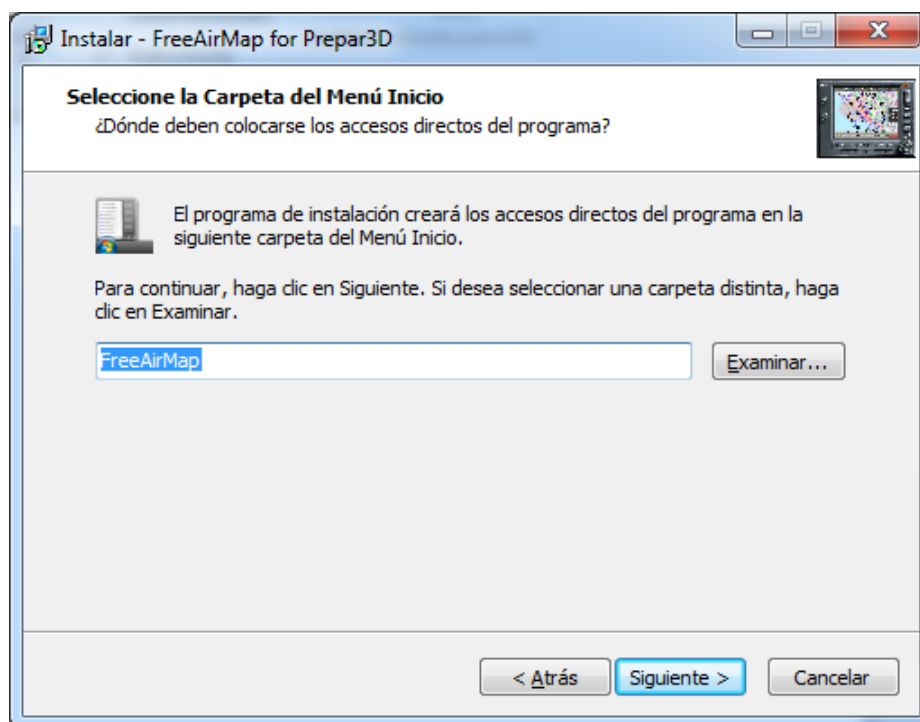 Instalar - FreeAirMap for Prepar3D
Seleccione la Carpeta del Menú Inicio
¿Dónde deben colocarse los accesos directos del programa?
El programa de instalación creará los accesos directos del programa en la
siguiente carpeta del Menú Inicio.
Para continuar, haga clic en Siguiente. Si desea seleccionar una carpeta distinta, haga
clic en Examinar.
FreeAirMap
Examinar...
< Atrás
Siguiente >
Cancelar